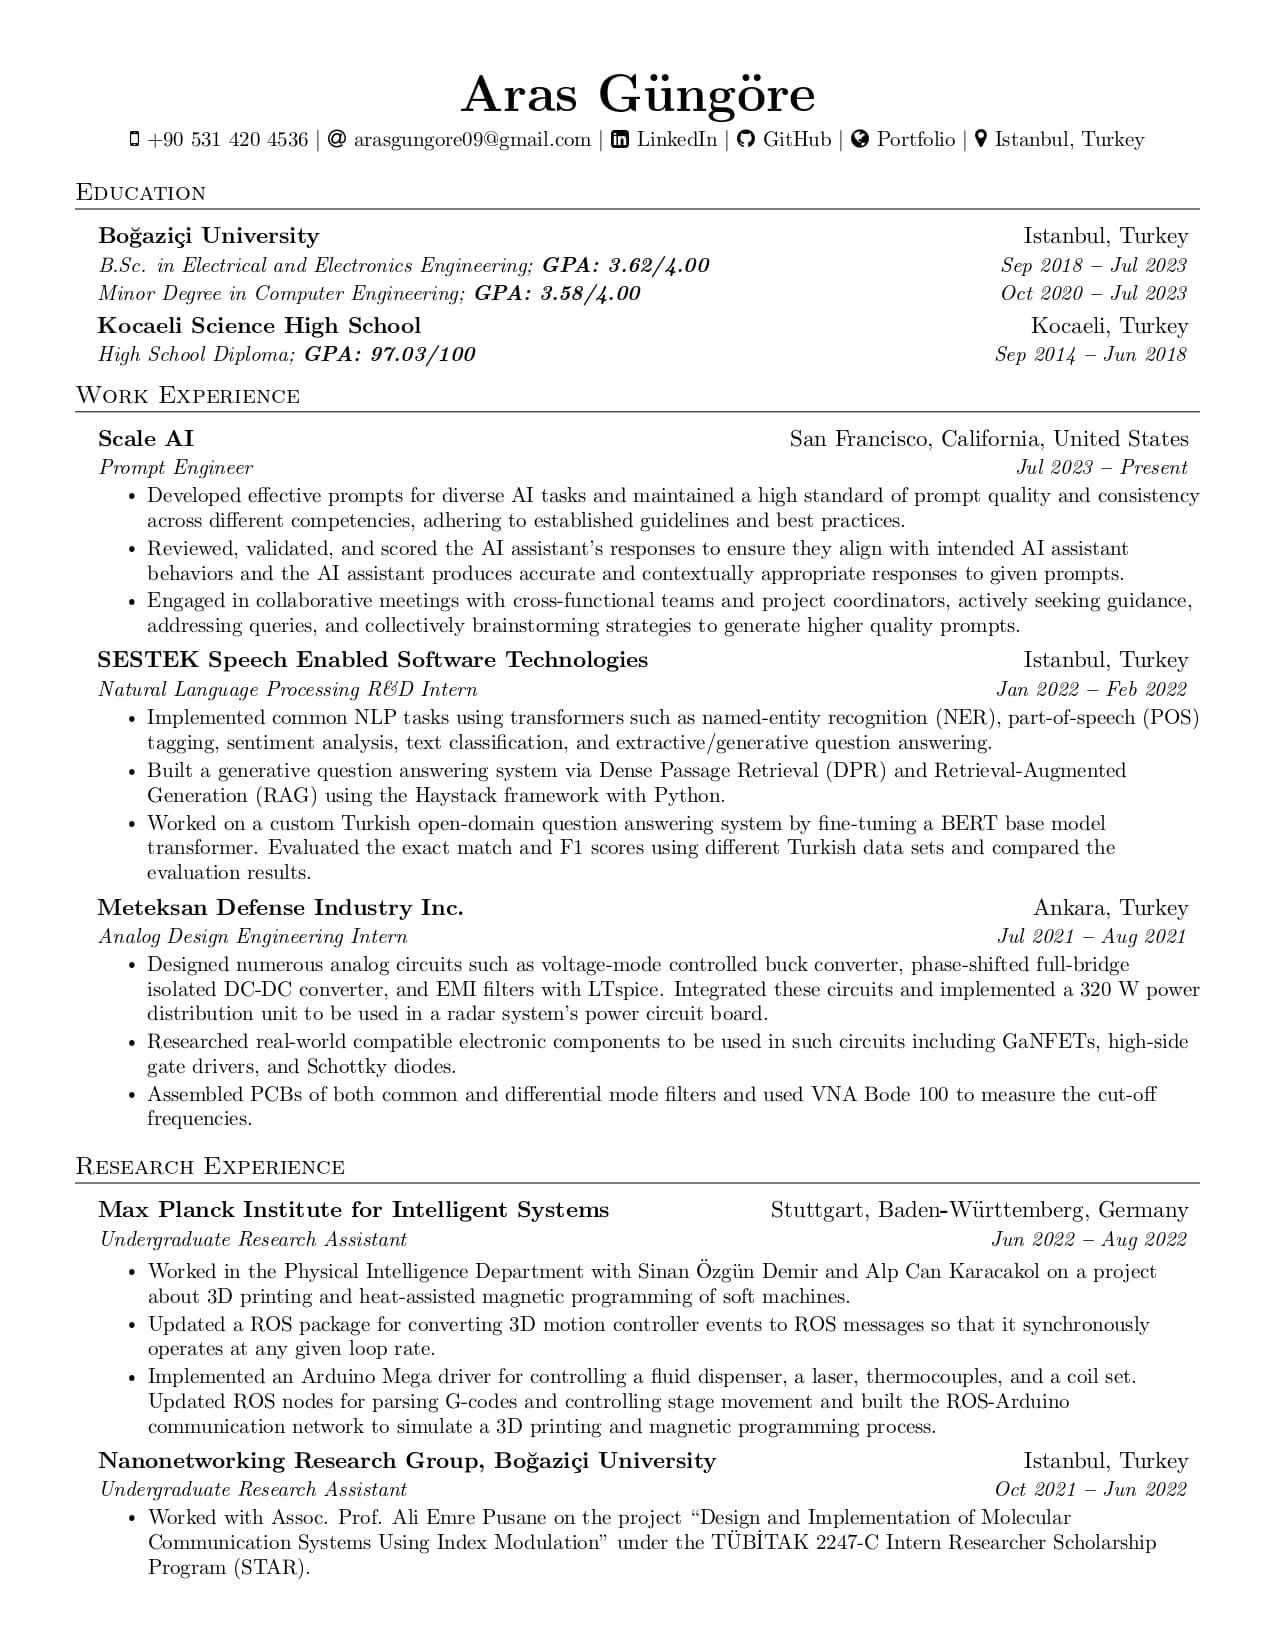 Aras Güngöre
+90 531 420 4536 | arasgungore09@gmail.com | LinkedIn | GitHub | Portfolio | Istanbul, Turkey
Education
Boğaziçi University Istanbul, Turkey
B.Sc. in Electrical and Electronics Engineering; GPA: 3.62/4.00 Sep 2018 – Jul 2023
Minor Degree in Computer Engineering; GPA: 3.58/4.00 Oct 2020 – Jul 2023
Kocaeli Science High School Kocaeli, Turkey
High School Diploma; GPA: 97.03/100 Sep 2014 – Jun 2018
Work Experience
Scale AI San Francisco, California, United States
Prompt Engineer Jul 2023 – Present
• Developed effective prompts for diverse AI tasks and maintained a high standard of prompt quality and consistency
across different competencies, adhering to established guidelines and best practices.
• Reviewed, validated, and scored the AI assistant's responses to ensure they align with intended AI assistant
behaviors and the AI assistant produces accurate and contextually appropriate responses to given prompts.
• Engaged in collaborative meetings with cross-functional teams and project coordinators, actively seeking guidance,
addressing queries, and collectively brainstorming strategies to generate higher quality prompts.
SESTEK Speech Enabled Software Technologies Istanbul, Turkey
Natural Language Processing R&D Intern Jan 2022 – Feb 2022
• Implemented common NLP tasks using transformers such as named-entity recognition (NER), part-of-speech (POS)
tagging, sentiment analysis, text classification, and extractive/generative question answering.
• Built a generative question answering system via Dense Passage Retrieval (DPR) and Retrieval-Augmented
Generation (RAG) using the Haystack framework with Python.
• Worked on a custom Turkish open-domain question answering system by fine-tuning a BERT base model
transformer. Evaluated the exact match and F1 scores using different Turkish data sets and compared the
evaluation results.
Meteksan Defense Industry Inc. Ankara, Turkey
Analog Design Engineering Intern Jul 2021 – Aug 2021
• Designed numerous analog circuits such as voltage-mode controlled buck converter, phase-shifted full-bridge
isolated DC-DC converter, and EMI filters with LTspice. Integrated these circuits and implemented a 320 W power
distribution unit to be used in a radar system's power circuit board.
• Researched real-world compatible electronic components to be used in such circuits including GaNFETs, high-side
gate drivers, and Schottky diodes.
• Assembled PCBs of both common and differential mode filters and used VNA Bode 100 to measure the cut-off
frequencies.
Research Experience
Max Planck Institute for Intelligent Systems Stuttgart, Baden-Württemberg, Germany
Undergraduate Research Assistant Jun 2022 – Aug 2022
• Worked in the Physical Intelligence Department with Sinan Özgün Demir and Alp Can Karacakol on a project
about 3D printing and heat-assisted magnetic programming of soft machines.
• Updated a ROS package for converting 3D motion controller events to ROS messages so that it synchronously
operates at any given loop rate.
• Implemented an Arduino Mega driver for controlling a fluid dispenser, a laser, thermocouples, and a coil set.
Updated ROS nodes for parsing G-codes and controlling stage movement and built the ROS-Arduino
communication network to simulate a 3D printing and magnetic programming process.
Nanonetworking Research Group, Boğaziçi University Istanbul, Turkey
Undergraduate Research Assistant Oct 2021 – Jun 2022
• Worked with Assoc. Prof. Ali Emre Pusane on the project “Design and Implementation of Molecular
Communication Systems Using Index Modulation” under the TÜBİTAK 2247-C Intern Researcher Scholarship
Program (STAR).